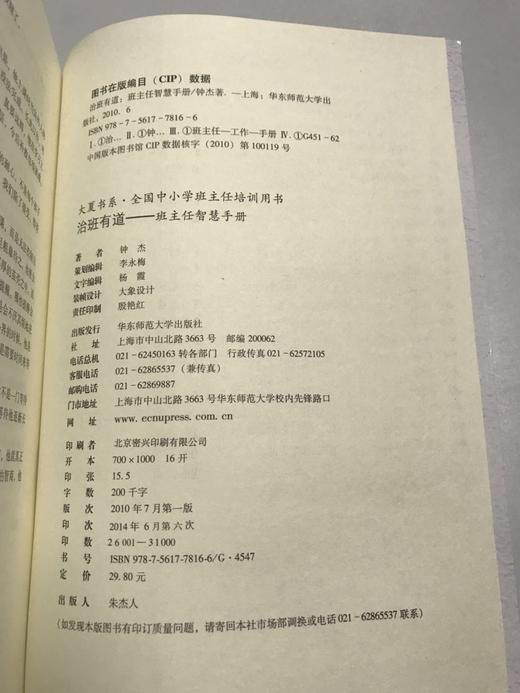 图书在版编目（CIP）数据
治班有道：班主任智慧手册/钟杰著．—上海：华东师范大学出
版社，2010.6
ISBN 978-7-5617-7816-6
Ⅰ.①治… Ⅱ.①钟… Ⅲ.①班主任—工作—手册 Ⅳ.①G451-62
中国版本图书馆CIP数据核字（2010）第100119号
大夏书系·全国中小学班主任培训用书
治班有道——班主任智慧手册
著者 钟杰
策划编辑 李永梅
文字编辑 杨霞
装帧设计 大象设计
责任印制 殷艳红
出版发行 华东师范大学出版社
社址 上海市中山北路3663号 邮编 200062
电话总机 021-62450163转各部门 行政传真 021-62572105
客服电话 021-62865537（兼传真）
邮购电话 021-62869887
门市地址 上海市中山北路3663号华东师范大学校内先锋路口
网址 www.ecnupress.com.cn
印刷者 北京密兴印刷有限公司
开本 700×1000 16开
印张 15.5
字数 200千字
版次 2010年7月第一版
印次 2014年6月第六次
印数 26 001—31 000
书号 ISBN 978-7-5617-7816-6/G·4547
定价 29.80元
出版人 朱杰人
（如发现本版图书有印订质量问题，请寄回本社市场部调换或电话021-62865537联系）